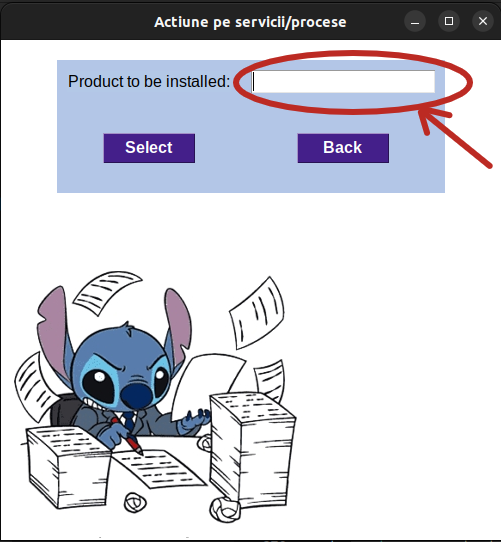 Actiune pe servicii/procese
Product to be installed:
Select
Back